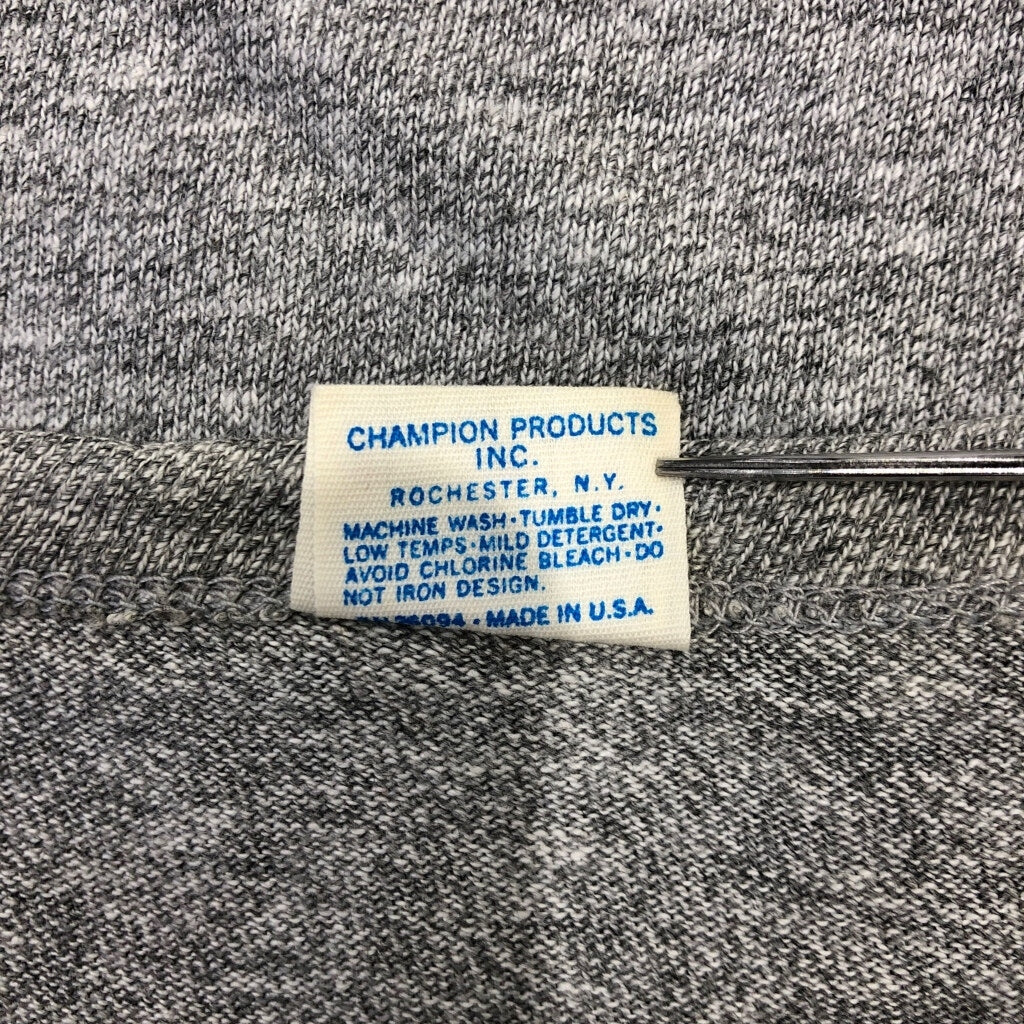 CHAMPION PRODUCTS
INC.
ROCHESTER, N.Y.
MACHINE WASH·TUMBLE DRY·
LOW TEMPS·MILD DETERGENT·
AVOID CHLORINE BLEACH·DO
NOT IRON DESIGN.
26094 · MADE IN U.S.A.